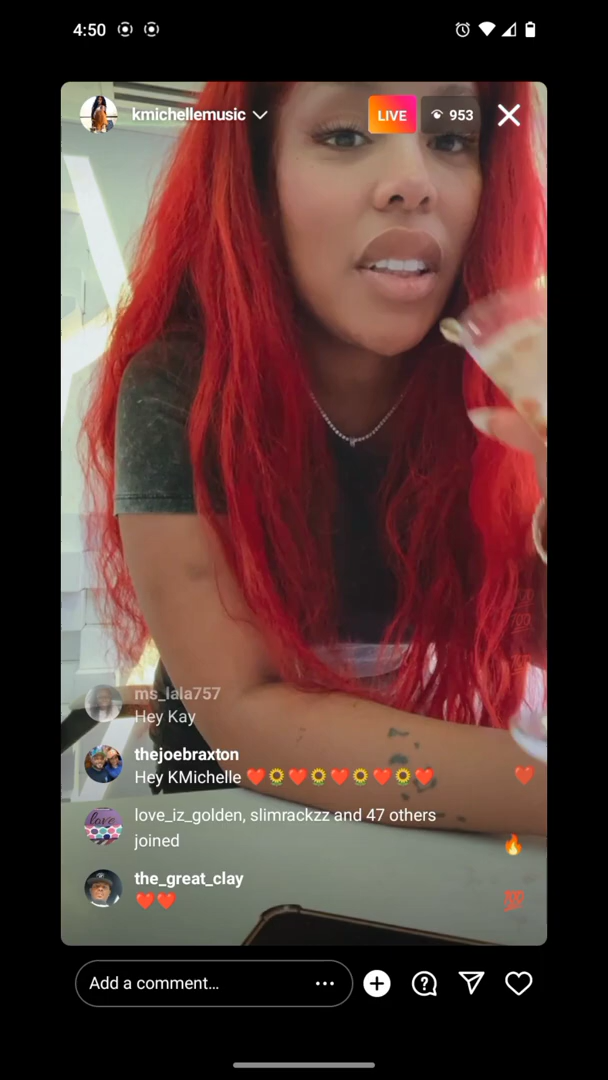 4:50
kmichellemusic
LIVE
953
ms_lala757
Hey Kay
thejoebraxton
Hey KMichelle ❤️🌻❤️🌻❤️🌻❤️🌻❤️
love_iz_golden, slimrackzz and 47 others
joined
the_great_clay
❤️❤️
Add a comment...